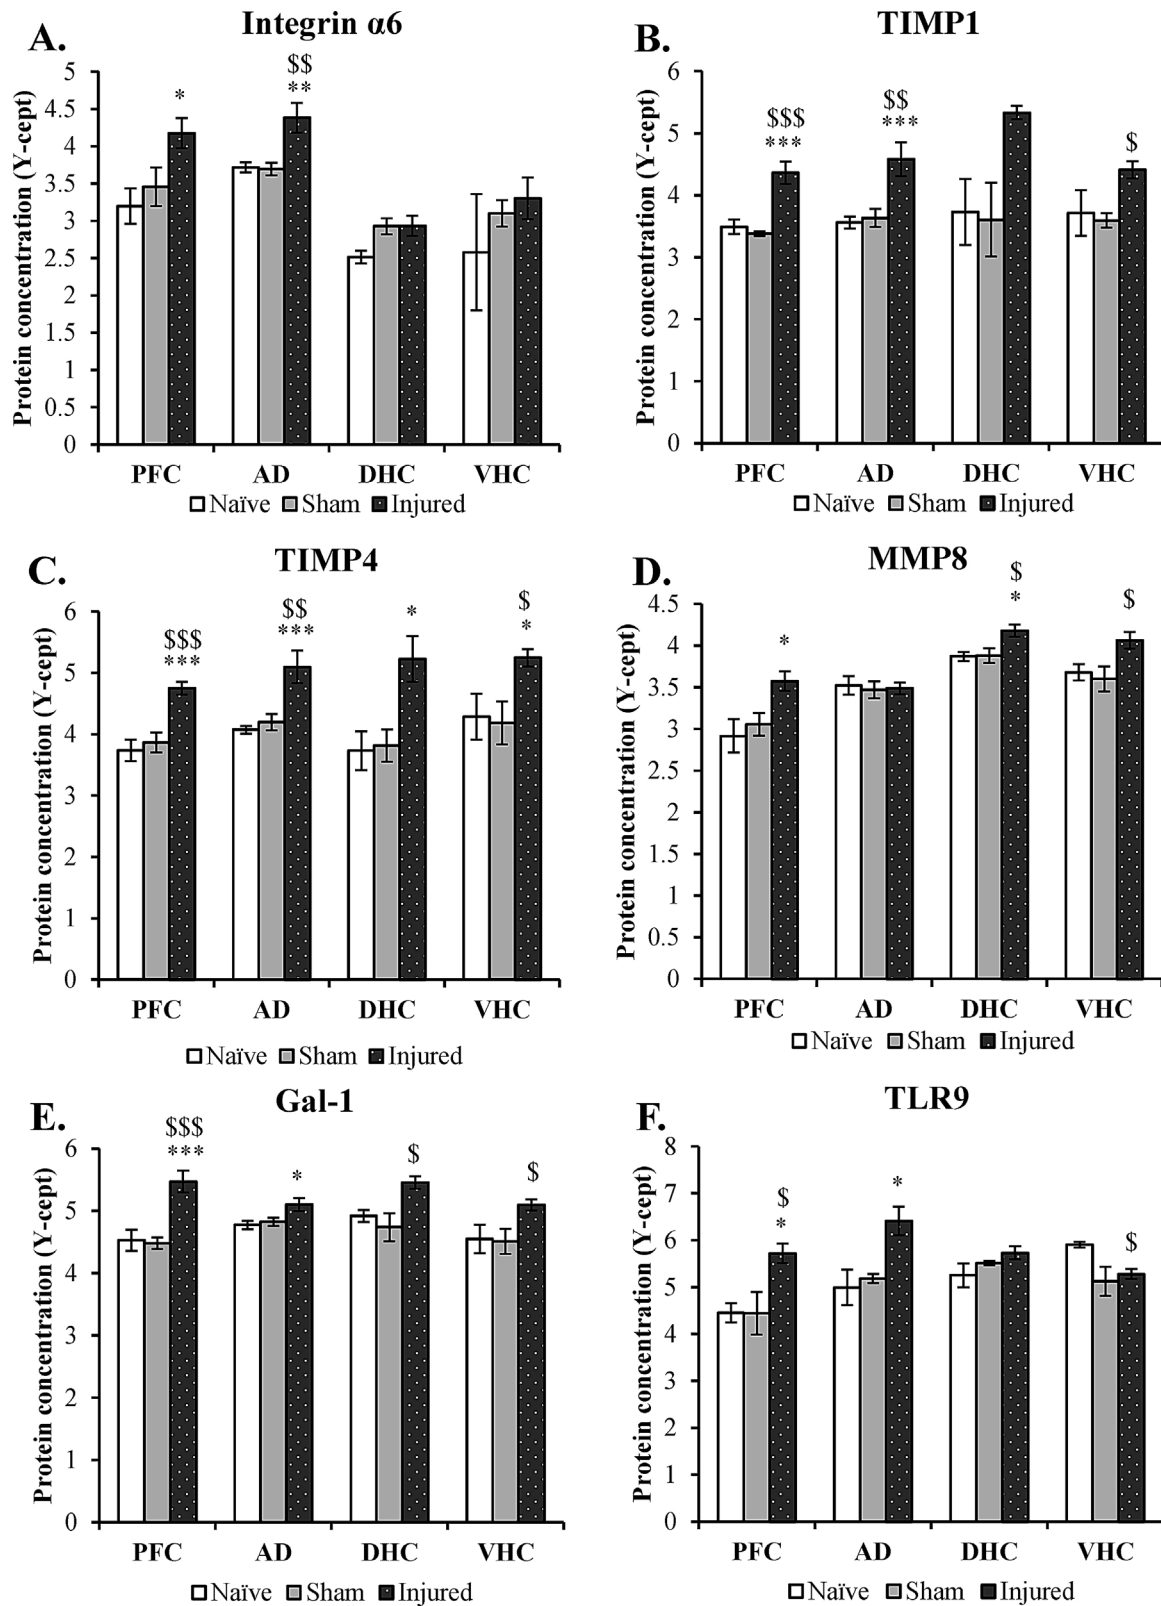 A.
Integrin α6
Protein concentration (Y-cept)
5
4.5
4
3.5
3
2.5
2
1.5
1
0.5
0
*
$$
**
PFC AD DHC VHC
Naïve Sham Injured
B.
TIMP1
Protein concentration (Y-cept)
6
5
4
3
2
1
0
$$$
***
$$
***
$
PFC AD DHC VHC
Naïve Sham Injured
C.
TIMP4
Protein concentration (Y-cept)
6
5
4
3
2
1
0
$$$
***
$$
***
*
$
*
PFC AD DHC VHC
Naïve Sham Injured
D.
MMP8
Protein concentration (Y-cept)
4.5
4
3.5
3
2.5
2
1.5
1
0.5
0
*
$
*
$
PFC AD DHC VHC
Naïve Sham Injured
E.
Gal-1
Protein concentration (Y-cept)
6
5
4
3
2
1
0
$$$
***
*
$
$
PFC AD DHC VHC
Naïve Sham Injured
F.
TLR9
Protein concentration (Y-cept)
8
7
6
5
4
3
2
1
0
$
*
*
$
PFC AD DHC VHC
Naïve Sham Injured